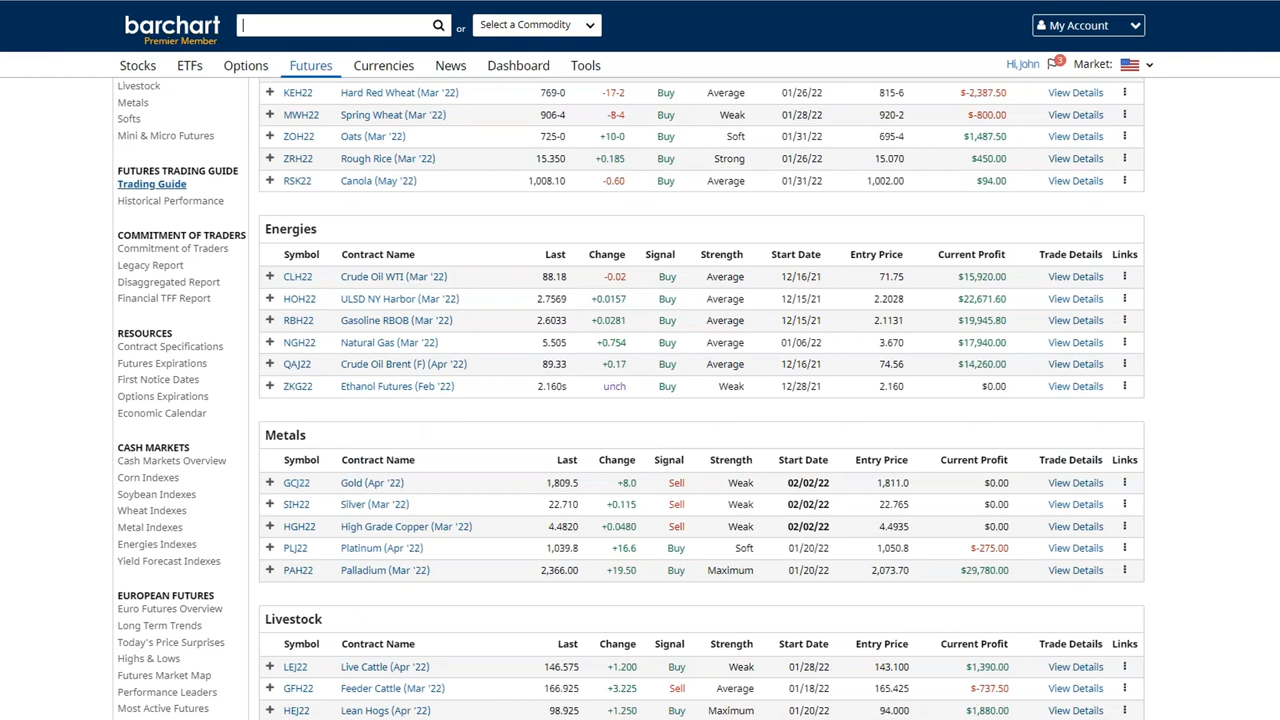 barchart
Premier Member
or
Select a Commodity
My Account
Stocks ETFs Options Futures Currencies News Dashboard Tools
Hi, John 3 Market:
Livestock
Metals
Softs
Mini & Micro Futures
FUTURES TRADING GUIDE
Trading Guide
Historical Performance
COMMITMENT OF TRADERS
Commitment of Traders
Legacy Report
Disaggregated Report
Financial TFF Report
RESOURCES
Contract Specifications
Futures Expirations
First Notice Dates
Options Expirations
Economic Calendar
CASH MARKETS
Cash Markets Overview
Corn Indexes
Soybean Indexes
Wheat Indexes
Metal Indexes
Energies Indexes
Yield Forecast Indexes
EUROPEAN FUTURES
Euro Futures Overview
Long Term Trends
Today's Price Surprises
Highs & Lows
Futures Market Map
Performance Leaders
Most Active Futures
KEH22 Hard Red Wheat (Mar '22) 769-0 -17-2 Buy Average 01/26/22 815-6 $-2,387.50 View Details
MWH22 Spring Wheat (Mar '22) 906-4 -8-4 Buy Weak 01/28/22 920-2 $-800.00 View Details
ZOH22 Oats (Mar '22) 725-0 +10-0 Buy Soft 01/31/22 695-4 $1,487.50 View Details
ZRH22 Rough Rice (Mar '22) 15.350 +0.185 Buy Strong 01/26/22 15.070 $450.00 View Details
RSK22 Canola (May '22) 1,008.10 -0.60 Buy Average 01/31/22 1,002.00 $94.00 View Details
Energies
Symbol Contract Name Last Change Signal Strength Start Date Entry Price Current Profit Trade Details Links
CLH22 Crude Oil WTI (Mar '22) 88.18 -0.02 Buy Average 12/16/21 71.75 $15,920.00 View Details
HOH22 ULSD NY Harbor (Mar '22) 2.7569 +0.0157 Buy Average 12/15/21 2.2028 $22,671.60 View Details
RBH22 Gasoline RBOB (Mar '22) 2.6033 +0.0281 Buy Average 12/15/21 2.1131 $19,945.80 View Details
NGH22 Natural Gas (Mar '22) 5.505 +0.754 Buy Average 01/06/22 3.670 $17,940.00 View Details
QAJ22 Crude Oil Brent (F) (Apr '22) 89.33 +0.17 Buy Average 12/16/21 74.56 $14,260.00 View Details
ZKG22 Ethanol Futures (Feb '22) 2.160s unch Buy Weak 12/28/21 2.160 $0.00 View Details
Metals
Symbol Contract Name Last Change Signal Strength Start Date Entry Price Current Profit Trade Details Links
GCJ22 Gold (Apr '22) 1,809.5 +8.0 Sell Weak 02/02/22 1,811.0 $0.00 View Details
SIH22 Silver (Mar '22) 22.710 +0.115 Sell Weak 02/02/22 22.765 $0.00 View Details
HGH22 High Grade Copper (Mar '22) 4.4820 +0.0480 Sell Weak 02/02/22 4.4935 $0.00 View Details
PLJ22 Platinum (Apr '22) 1,039.8 +16.6 Buy Soft 01/20/22 1,050.8 $-275.00 View Details
PAH22 Palladium (Mar '22) 2,366.00 +19.50 Buy Maximum 01/20/22 2,073.70 $29,780.00 View Details
Livestock
Symbol Contract Name Last Change Signal Strength Start Date Entry Price Current Profit Trade Details Links
LEJ22 Live Cattle (Apr '22) 146.575 +1.200 Buy Weak 01/28/22 143.100 $1,390.00 View Details
GFH22 Feeder Cattle (Mar '22) 166.925 +3.225 Sell Average 01/18/22 165.425 $-737.50 View Details
HEJ22 Lean Hogs (Apr '22) 98.925 +1.250 Buy Maximum 01/20/22 94.000 $1,880.00 View Details